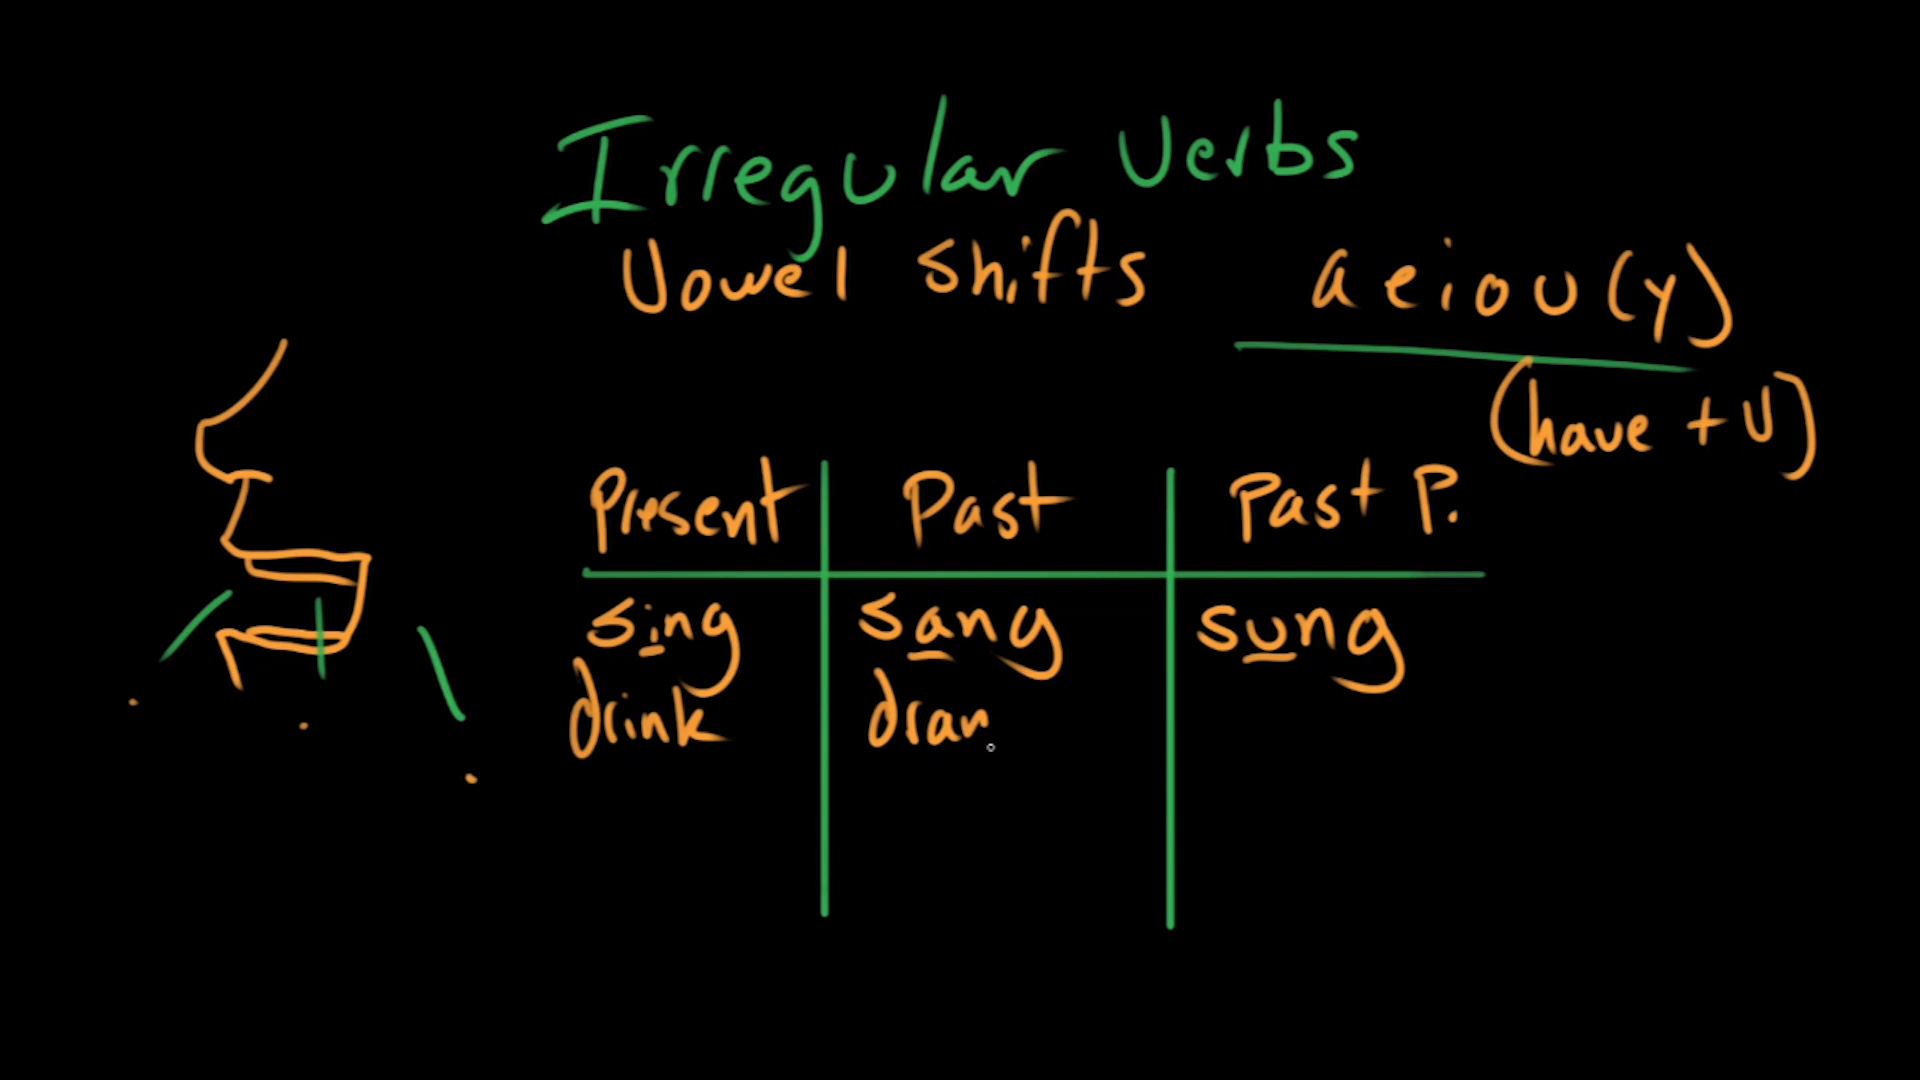 Irregular Verbs
Vowel shifts a e i o u (y)
(have + V)
Present Past Past P.
sing sang sung
drink dran